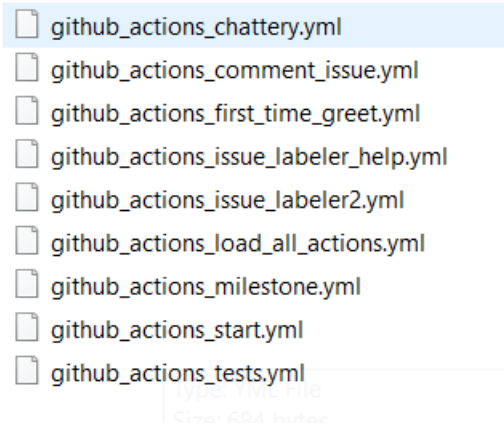 github_actions_chattery.yml
github_actions_comment_issue.yml
github_actions_first_time_greet.yml
github_actions_issue_labeler_help.yml
github_actions_issue_labeler2.yml
github_actions_load_all_actions.yml
github_actions_milestone.yml
github_actions_start.yml
github_actions_tests.yml
Type: YML File
Size: 684 bytes